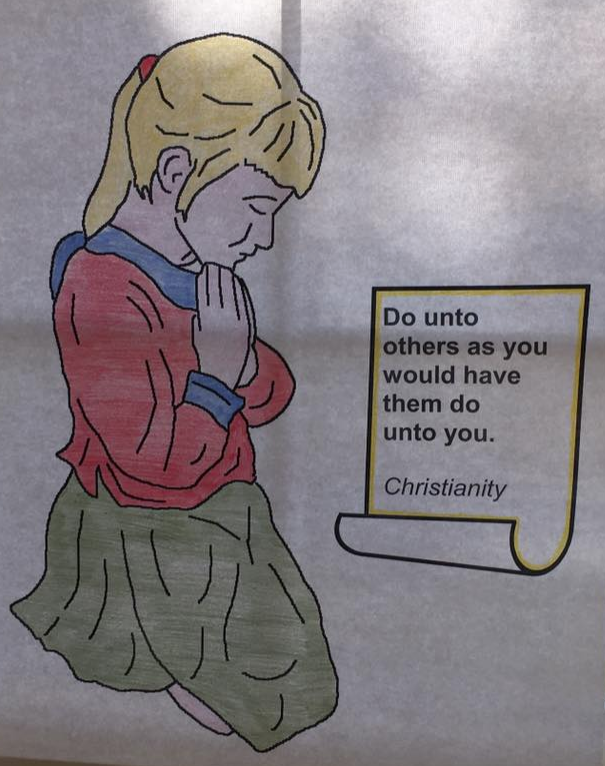 Do unto
others as you
would have
them do
unto you.
Christianity